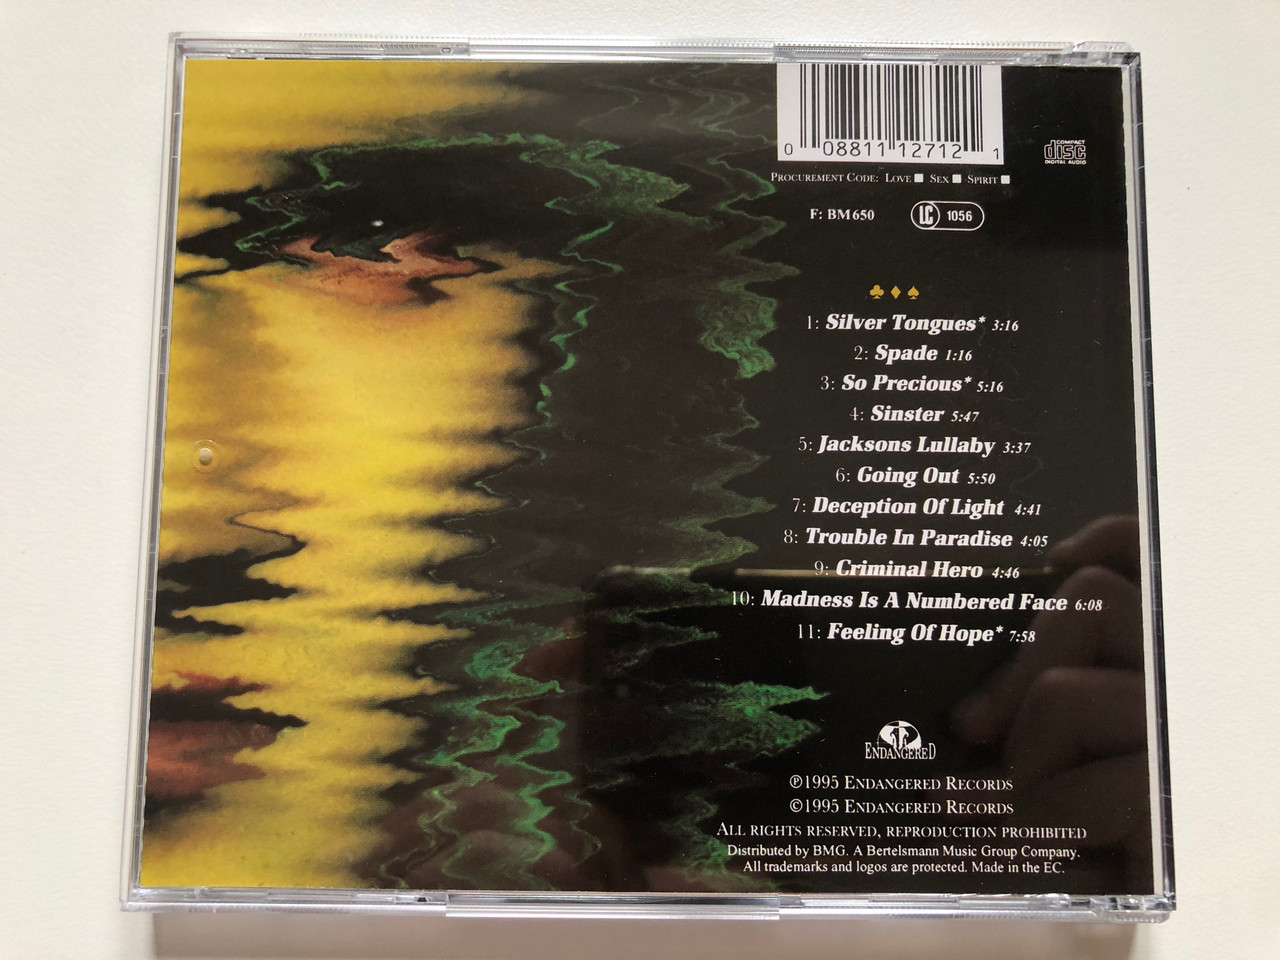 0 08811 12712 1
COMPACT
disc
DIGITAL AUDIO
PROCUREMENT CODE: LOVE SEX SPIRIT
F: BM650
LC 1056
1: Silver Tongues* 3:16
2: Spade 1:16
3: So Precious* 5:16
4: Sinster 5:47
5: Jacksons Lullaby 3:37
6: Going Out 5:50
7: Deception Of Light 4:41
8: Trouble In Paradise 4:05
9: Criminal Hero 4:46
10: Madness Is A Numbered Face 6:08
11: Feeling Of Hope* 7:58
ENDANGERED
℗1995 ENDANGERED RECORDS
©1995 ENDANGERED RECORDS
ALL RIGHTS RESERVED, REPRODUCTION PROHIBITED
Distributed by BMG. A Bertelsmann Music Group Company.
All trademarks and logos are protected. Made in the EC.